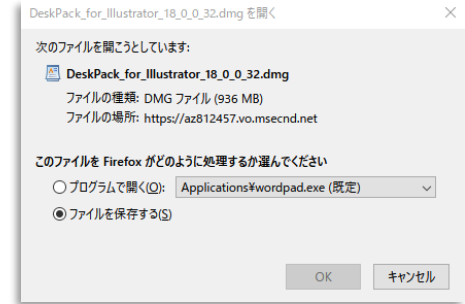 DeskPack_for_Illustrator_18_0_0_32.dmg を開く
次のファイルを開こうとしています:
DeskPack_for_Illustrator_18_0_0_32.dmg
ファイルの種類: DMG ファイル (936 MB)
ファイルの場所: https://az812457.vo.msecnd.net
このファイルを Firefox がどのように処理するか選んでください
プログラムで開く(O): Applications¥wordpad.exe (既定)
ファイルを保存する(S)
OK キャンセル